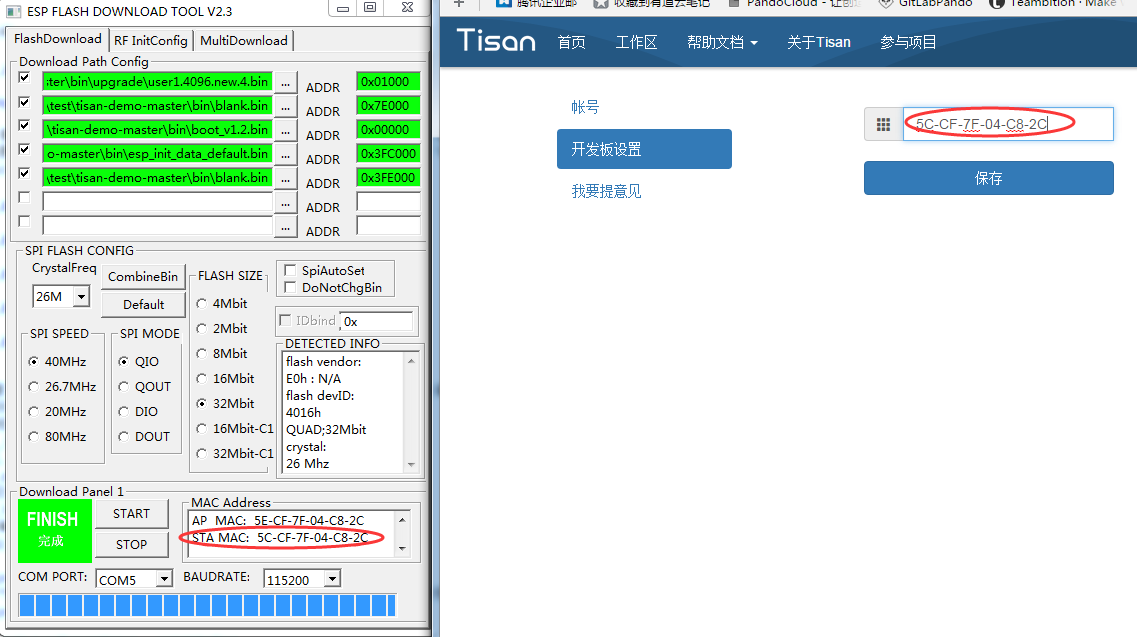 ESP FLASH DOWNLOAD TOOL V2.3
FlashDownload RF InitConfig MultiDownload
Download Path Config
:ter\bin\upgrade\user1.4096.new.4.bin ... ADDR 0x01000
.\test\tisan-demo-master\bin\blank.bin ... ADDR 0x7E000
\tisan-demo-master\bin\boot_v1.2.bin ... ADDR 0x00000
o-master\bin\esp_init_data_default.bin ... ADDR 0x3FC000
.\test\tisan-demo-master\bin\blank.bin ... ADDR 0x3FE000
... ADDR
... ADDR
SPI FLASH CONFIG
CrystalFreq
26M
CombineBin
Default
SPI SPEED
40MHz
26.7MHz
20MHz
80MHz
SPI MODE
QIO
QOUT
DIO
DOUT
FLASH SIZE
4Mbit
2Mbit
8Mbit
16Mbit
32Mbit
16Mbit-C1
32Mbit-C1
SpiAutoSet
DoNotChgBin
IDbind 0x
DETECTED INFO
flash vendor:
E0h : N/A
flash devID:
4016h
QUAD;32Mbit
crystal:
26 Mhz
Download Panel 1
FINISH
完成
START
STOP
MAC Address
AP MAC: 5E-CF-7F-04-C8-2C
STA MAC: 5C-CF-7F-04-C8-2C
COM PORT: COM5 BAUDRATE: 115200
腾讯企业邮 收藏到有道云笔记 PandoCloud - 让创 GitLabPando Teambition · Make
Tisan 首页 工作区 帮助文档 关于Tisan 参与项目
帐号
开发板设置
我要提意见
5C-CF-7F-04-C8-2C
保存